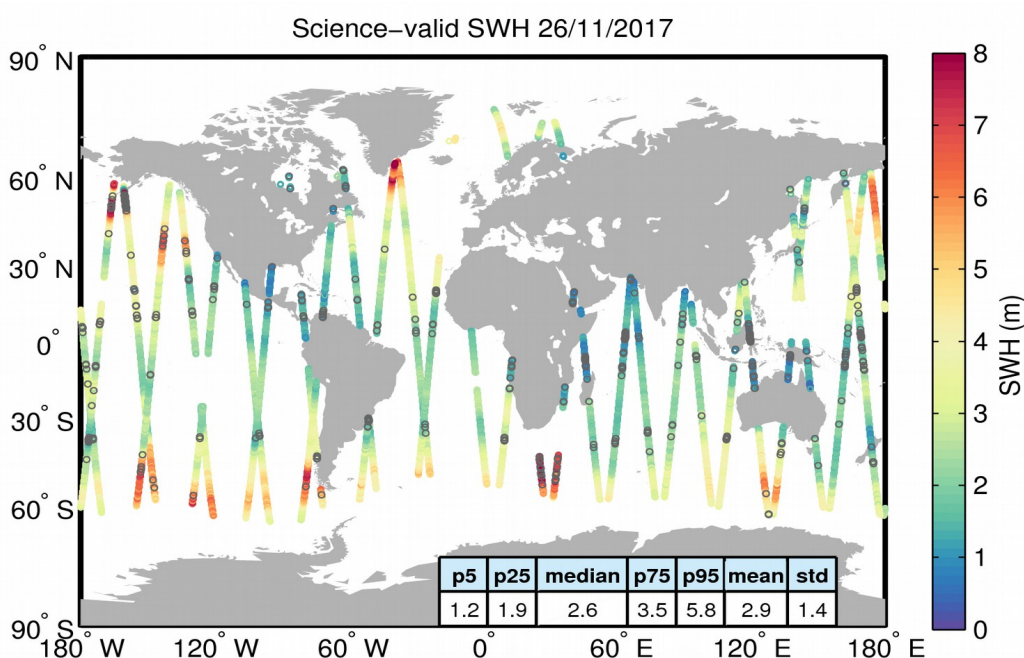 Science−valid SWH 26/11/2017
90° N
60° N
30° N
0°
30° S
60° S
90° S
180° W
120° W
60° W
0°
60° E
120° E
180° E
p5 p25 median p75 p95 mean std
1.2 1.9 2.6 3.5 5.8 2.9 1.4
8
7
6
5
4
3
2
1
0
SWH (m)